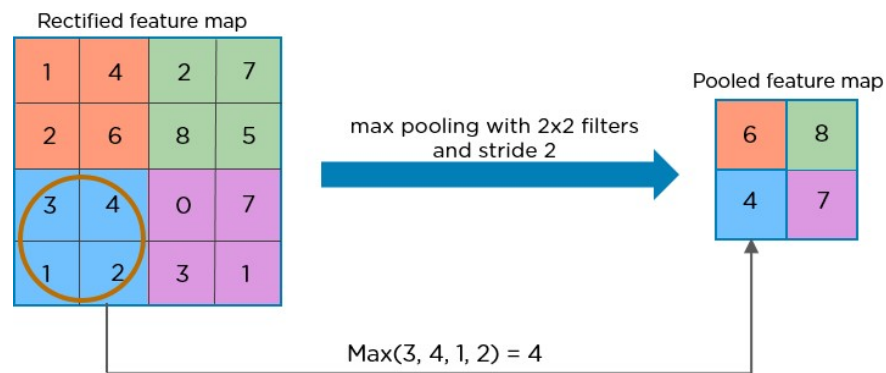 Rectified feature map
1 4 2 7
2 6 8 5
3 4 0 7
1 2 3 1
max pooling with 2x2 filters
and stride 2
Pooled feature map
6 8
4 7
Max(3, 4, 1, 2) = 4